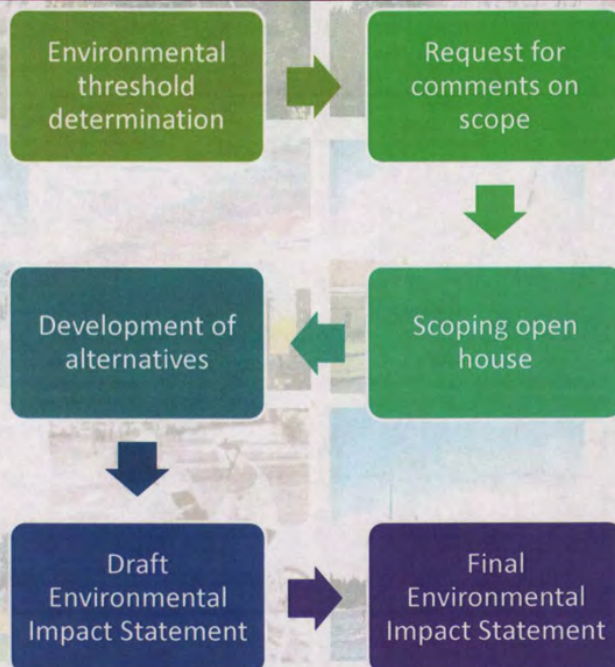 Environmental
threshold
determination
Request for
comments on
scope
Scoping open
house
Development of
alternatives
Draft
Environmental
Impact Statement
Final
Environmental
Impact Statement